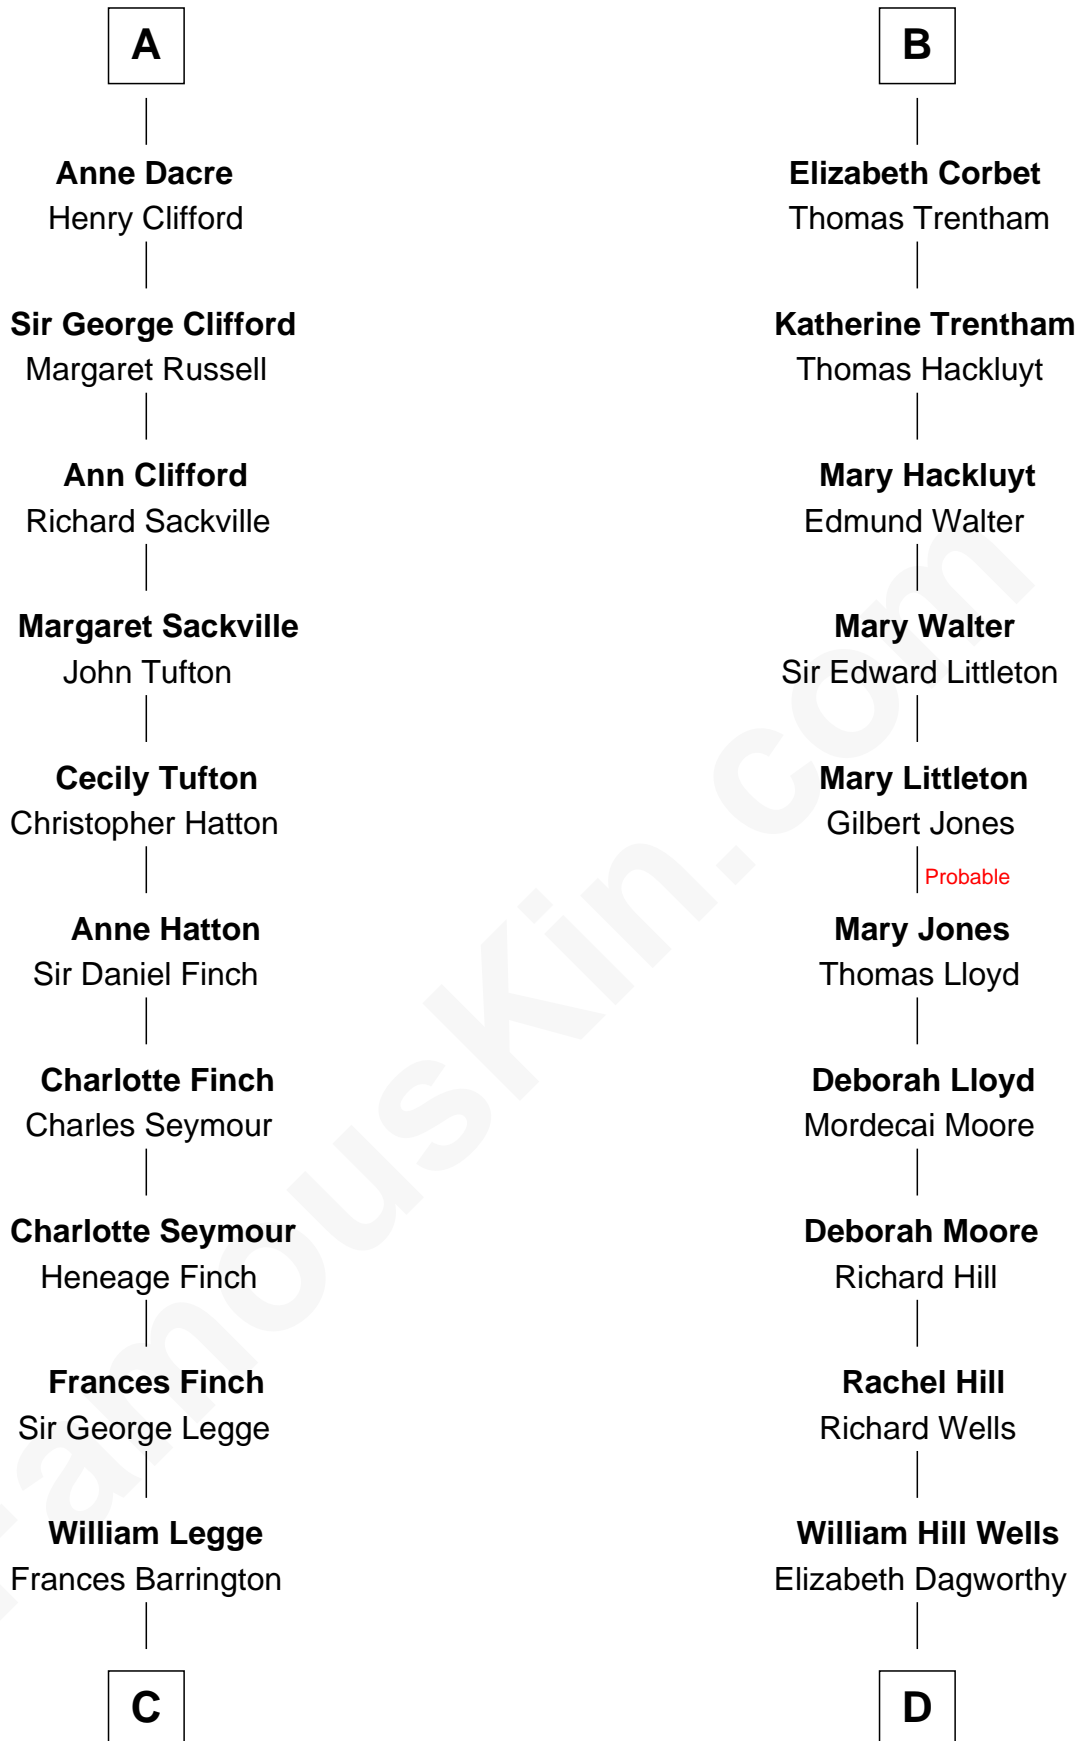 A
Anne Dacre
Henry Clifford
Sir George Clifford
Margaret Russell
Ann Clifford
Richard Sackville
Margaret Sackville
John Tufton
Cecily Tufton
Christopher Hatton
Anne Hatton
Sir Daniel Finch
Charlotte Finch
Charles Seymour
Charlotte Seymour
Heneage Finch
Frances Finch
Sir George Legge
William Legge
Frances Barrington
C
B
Elizabeth Corbet
Thomas Trentham
Katherine Trentham
Thomas Hackluyt
Mary Hackluyt
Edmund Walter
Mary Walter
Sir Edward Littleton
Mary Littleton
Gilbert Jones
Probable
Mary Jones
Thomas Lloyd
Deborah Lloyd
Mordecai Moore
Deborah Moore
Richard Hill
Rachel Hill
Richard Wells
William Hill Wells
Elizabeth Dagworthy
D
FamousKin.com